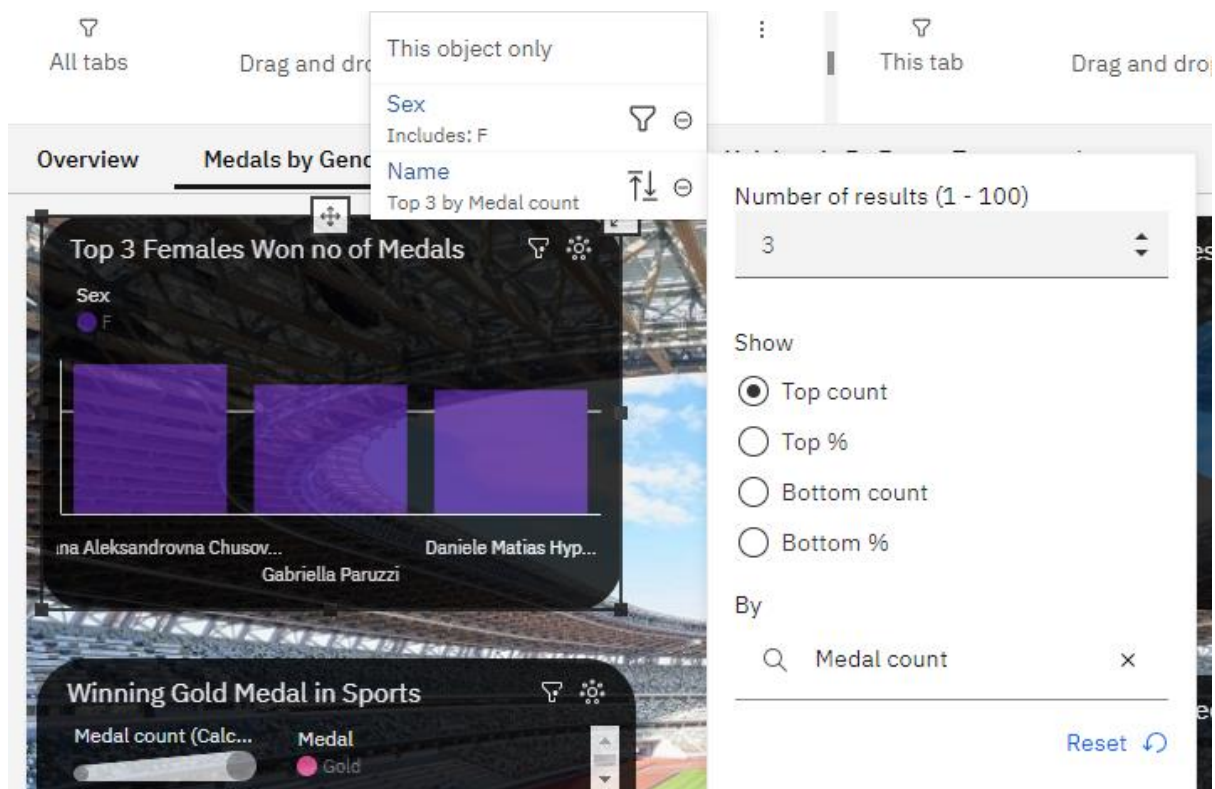 All tabs
Drag and drc
This object only
Sex
Includes: F
Name
Top 3 by Medal count
This tab
Drag and drop
Overview
Medals by Gend
Number of results (1 - 100)
3
Show
Top count
Top %
Bottom count
Bottom %
By
Medal count
Reset
Top 3 Females Won no of Medals
Sex
F
ina Aleksandrovna Chusov...
Gabriella Paruzzi
Daniele Matias Hyp...
Winning Gold Medal in Sports
Medal count (Calc...
Medal
Gold